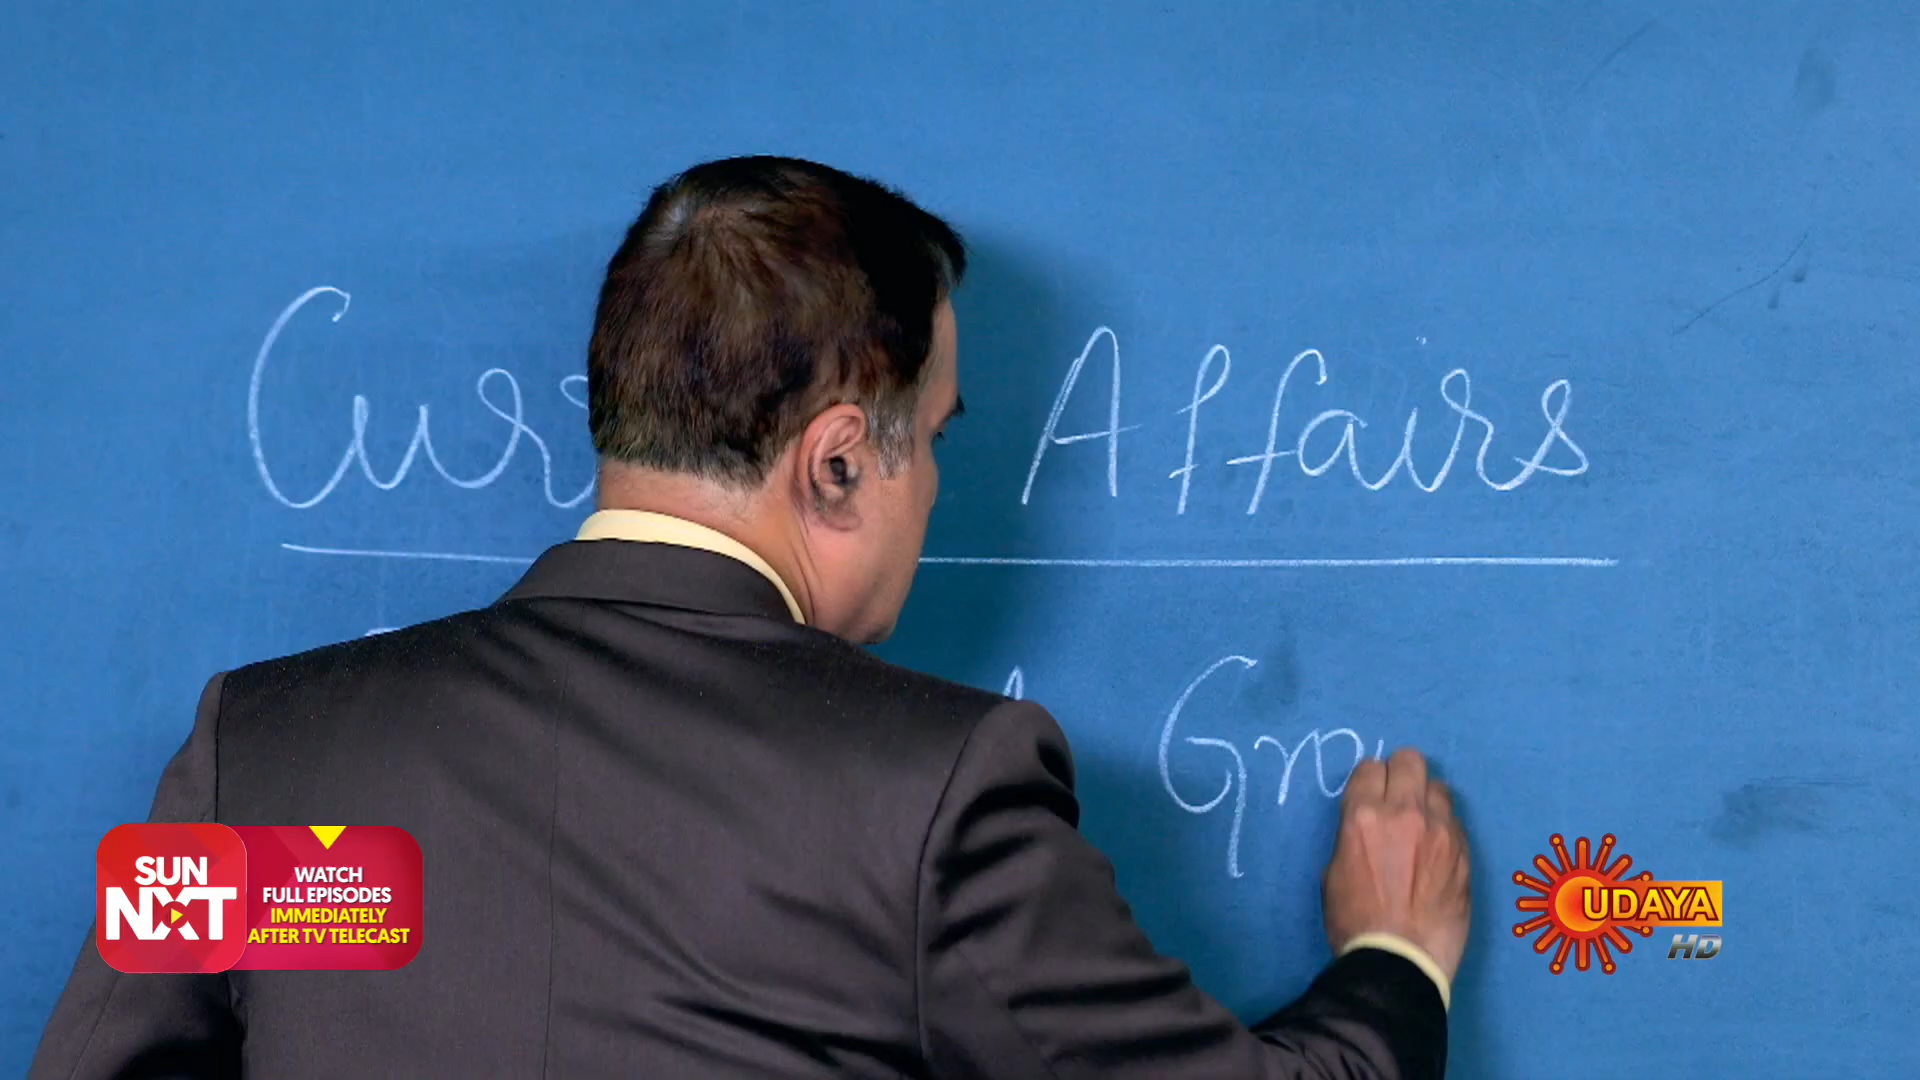 Affairs
SUN
NXT
WATCH
FULL EPISODES
IMMEDIATELY
AFTER TV TELECAST
UDAYA
HD